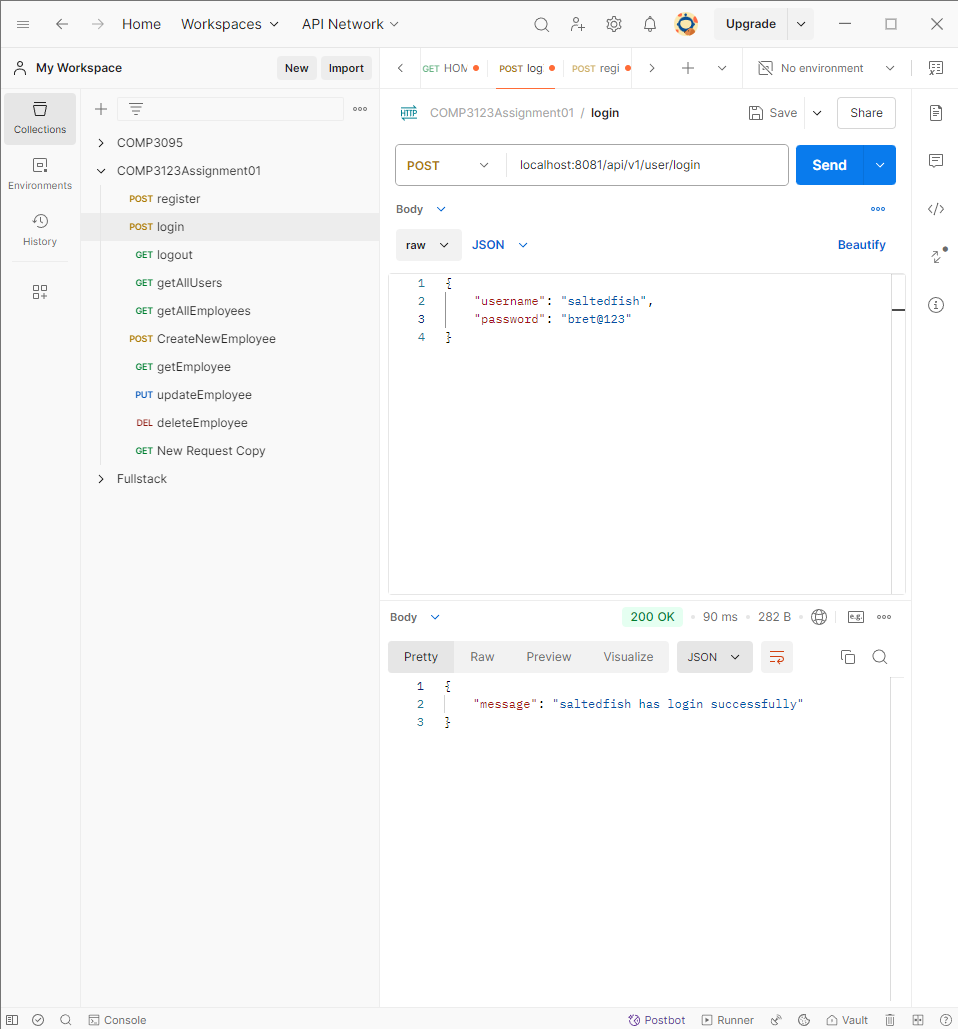 Home Workspaces API Network Upgrade
My Workspace New Import GET HOM POST log POST regi No environment
Collections
Environments
History
COMP3095
COMP3123Assignment01
POST register
POST login
GET logout
GET getAllUsers
GET getAllEmployees
POST CreateNewEmployee
GET getEmployee
PUT updateEmployee
DEL deleteEmployee
GET New Request Copy
Fullstack
HTTP COMP3123Assignment01 / login Save Share
POST localhost:8081/api/v1/user/login Send
Body
raw JSON Beautify
1 {
2 "username": "saltedfish",
3 "password": "bret@123"
4 }
Body 200 OK 90 ms 282 B e.g.
Pretty Raw Preview Visualize JSON
1 {
2 "message": "saltedfish has login successfully"
3 }
Console Postbot Runner Vault